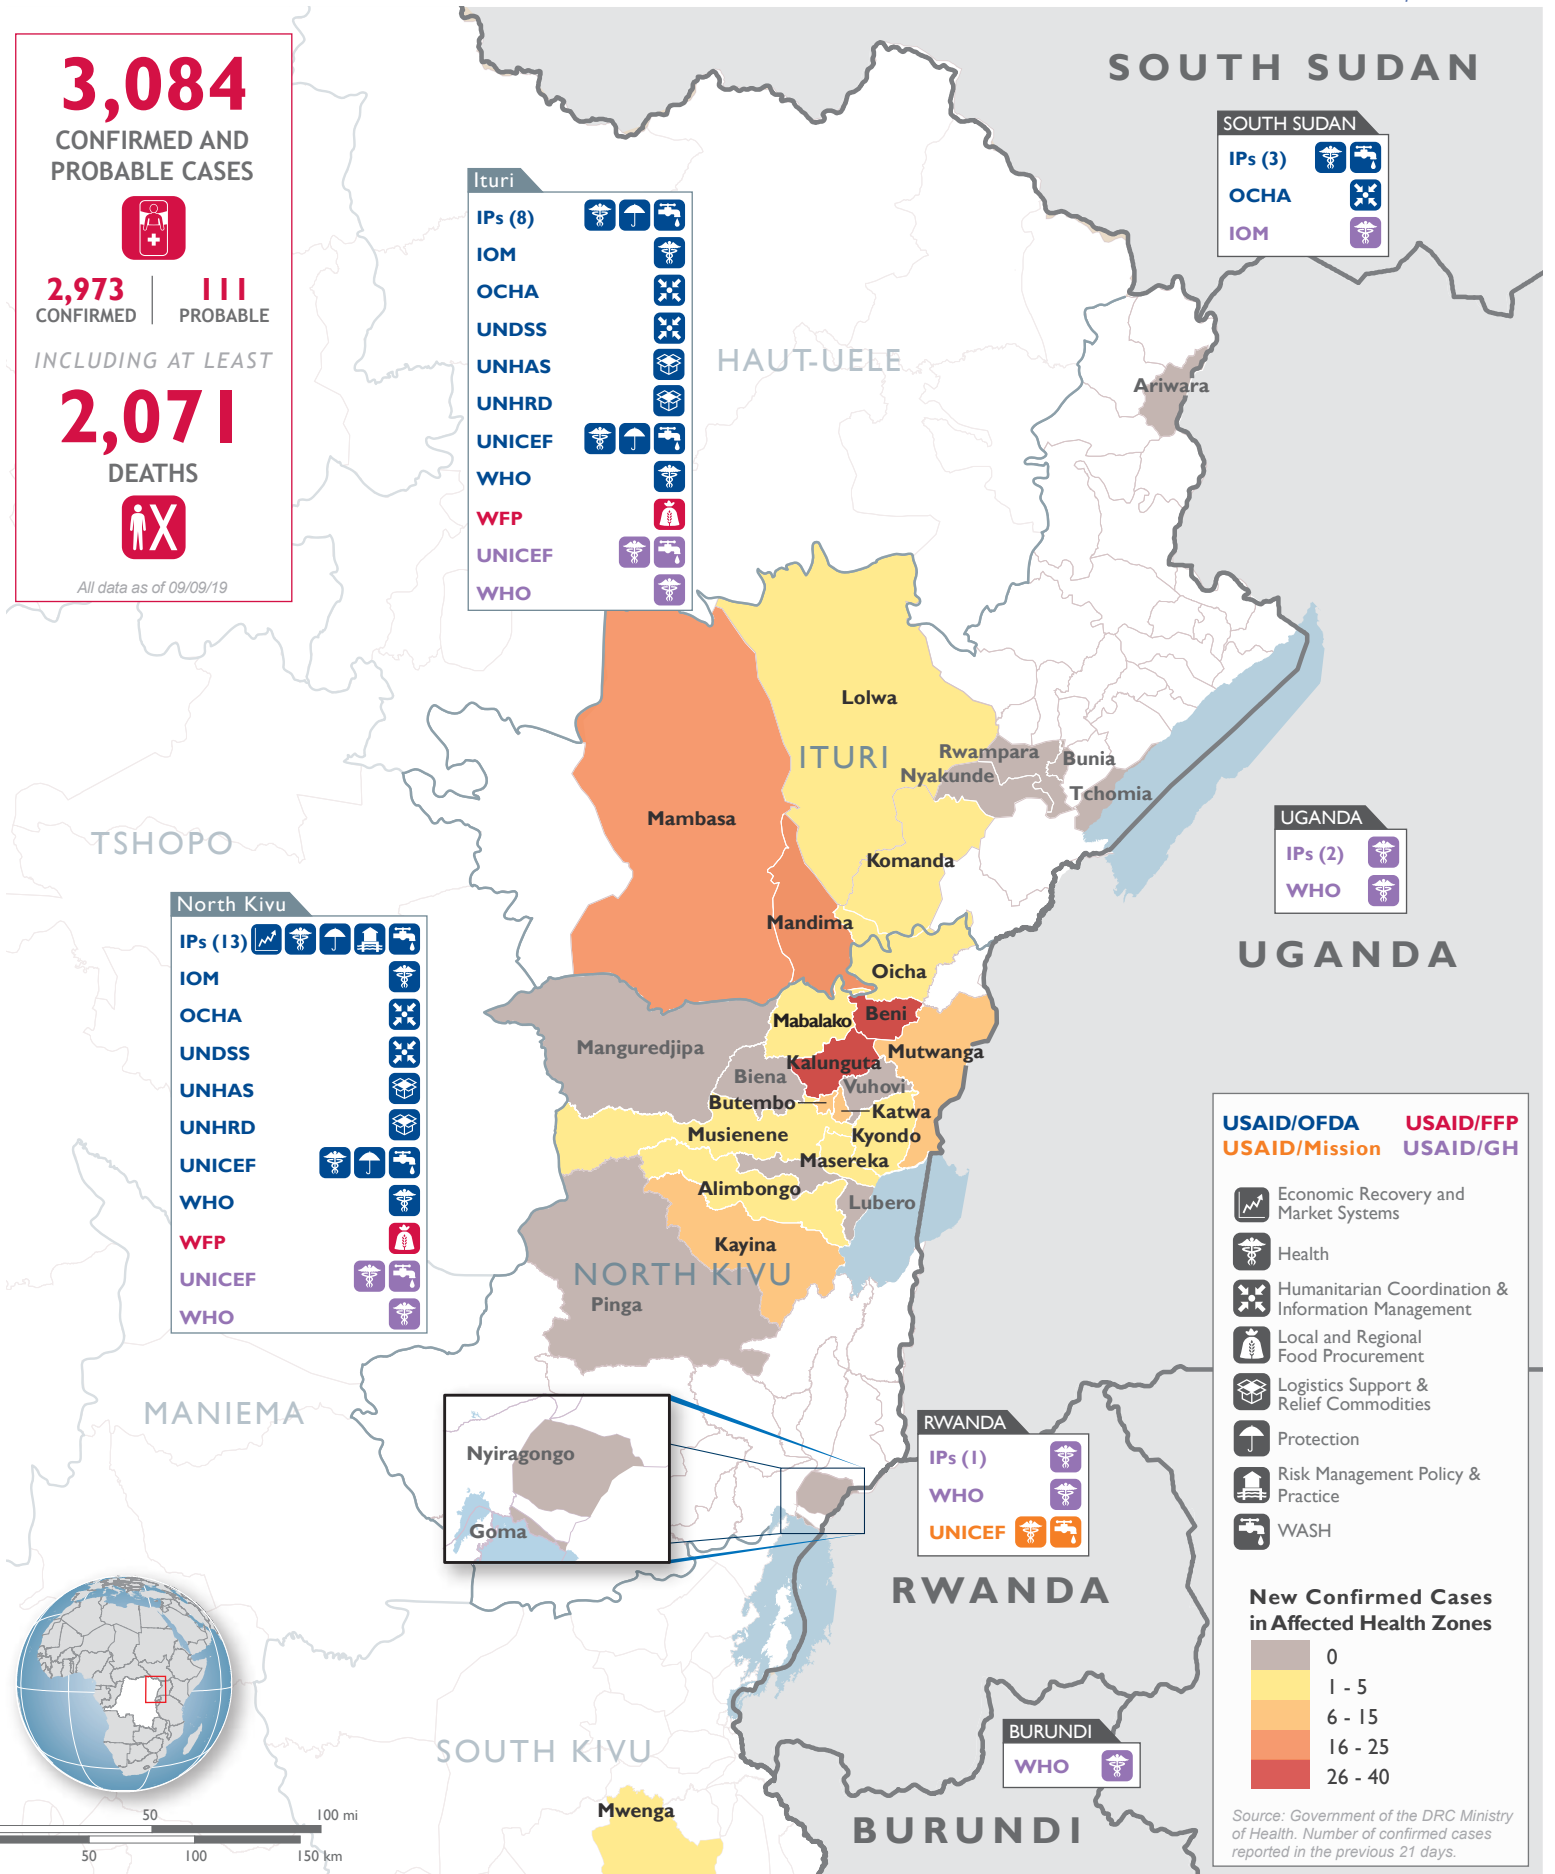 3,084
CONFIRMED AND
PROBABLE CASES
2,973
CONFIRMED
111
PROBABLE
INCLUDING AT LEAST
2,071
DEATHS
All data as of 09/09/19
SOUTH SUDAN
SOUTH SUDAN
IPs (3)
OCHA
IOM
Ituri
IPs (8)
IOM
OCHA
UNDSS
UNHAS
UNHRD
UNICEF
WHO
WFP
UNICEF
WHO
HAUT-UELE
Ariwara
Lolwa
ITURI
Rwampara
Bunia
Nyakunde
Tchomia
Mambasa
Komanda
Mandima
TSHOPO
UGANDA
IPs (2)
WHO
UGANDA
North Kivu
IPs (13)
IOM
OCHA
UNDSS
UNHAS
UNHRD
UNICEF
WHO
WFP
UNICEF
WHO
Oicha
Beni
Mabalako
Manguredjipa
Mutwanga
Kalunguta
Biena
Vuhovi
Butembo
Katwa
Musienene
Kyondo
Masereka
Alimbongo
Lubero
Kayina
NORTH KIVU
Pinga
MANIEMA
Nyiragongo
Goma
RWANDA
IPs (1)
WHO
UNICEF
RWANDA
SOUTH KIVU
Mwenga
BURUNDI
WHO
BURUNDI
USAID/OFDA
USAID/FFP
USAID/Mission
USAID/GH
Economic Recovery and
Market Systems
Health
Humanitarian Coordination &
Information Management
Local and Regional
Food Procurement
Logistics Support &
Relief Commodities
Protection
Risk Management Policy &
Practice
WASH
New Confirmed Cases
in Affected Health Zones
0
1 - 5
6 - 15
16 - 25
26 - 40
Source: Government of the DRC Ministry
of Health. Number of confirmed cases
reported in the previous 21 days.
50
100 mi
50
100
150 km